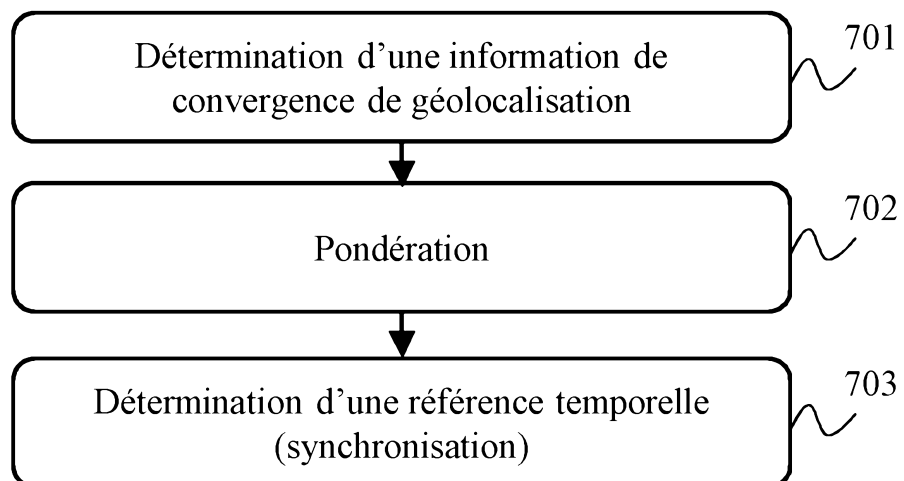 Détermination d'une information de
convergence de géolocalisation
701
Pondération
702
Détermination d'une référence temporelle
(synchronisation)
703